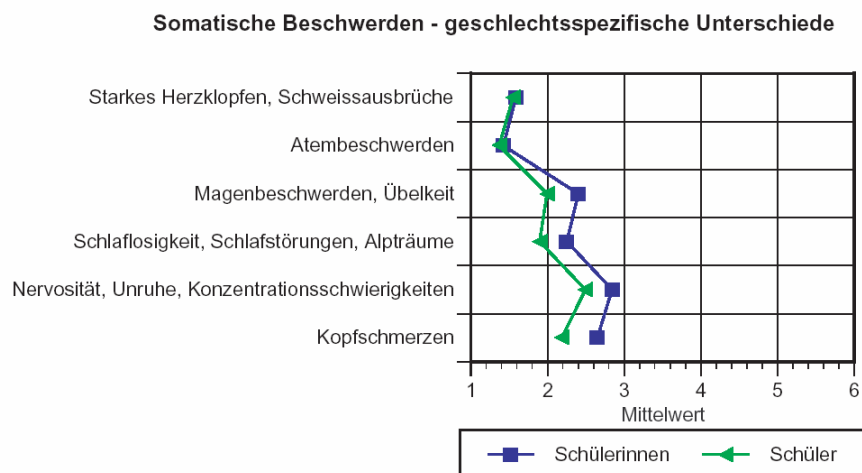 Somatische Beschwerden - geschlechtsspezifische Unterschiede
Starkes Herzklopfen, Schweissausbrüche
Atembeschwerden
Magenbeschwerden, Übelkeit
Schlaflosigkeit, Schlafstörungen, Alpträume
Nervosität, Unruhe, Konzentrationsschwierigkeiten
Kopfschmerzen
1 2 3 4 5 6
Mittelwert
Schülerinnen Schüler